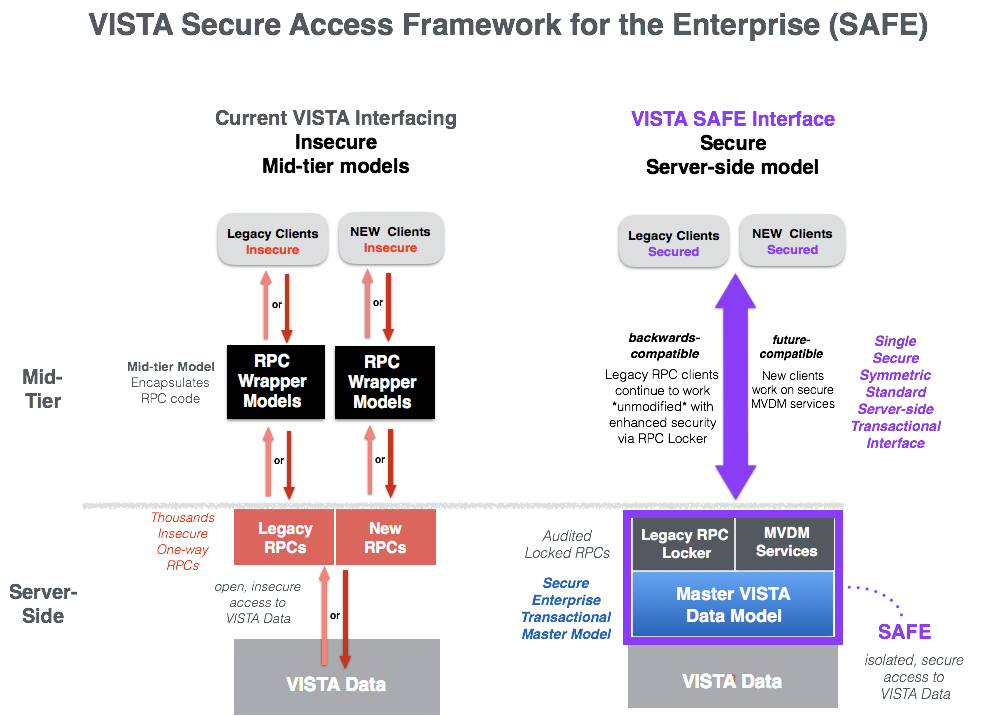 VISTA Secure Access Framework for the Enterprise (SAFE)
Current VISTA Interfacing
Insecure
Mid-tier models
Legacy Clients
Insecure
NEW Clients
Insecure
or
or
Mid-
Tier
Mid-tier Model
Encapsulates
RPC code
RPC
Wrapper
Models
RPC
Wrapper
Models
or
or
Thousands
Insecure
One-way
RPCs
Legacy
RPCs
New
RPCs
Server-
Side
open, insecure
access to
VISTA Data
or
VISTA Data
VISTA SAFE Interface
Secure
Server-side model
Legacy Clients
Secured
NEW Clients
Secured
backwards-
compatible
Legacy RPC clients
continue to work
*unmodified* with
enhanced security
via RPC Locker
future-
compatible
New clients
work on secure
MVDM services
Single
Secure
Symmetric
Standard
Server-side
Transactional
Interface
Audited
Locked RPCs
Legacy RPC
Locker
MVDM
Services
Secure
Enterprise
Transactional
Master Model
Master VISTA
Data Model
SAFE
isolated, secure
access to
VISTA Data
VISTA Data